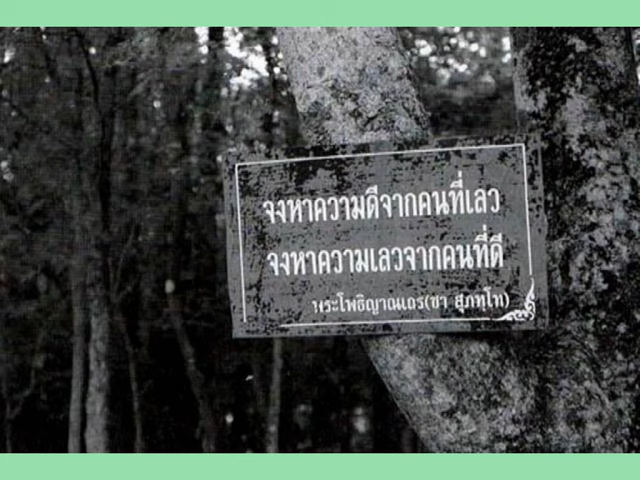 จงหาความดีจากคนที่เลว
จงหาความเลวจากคนที่ดี
พระโพธิญาณเถร(ชา สุภทฺโท)